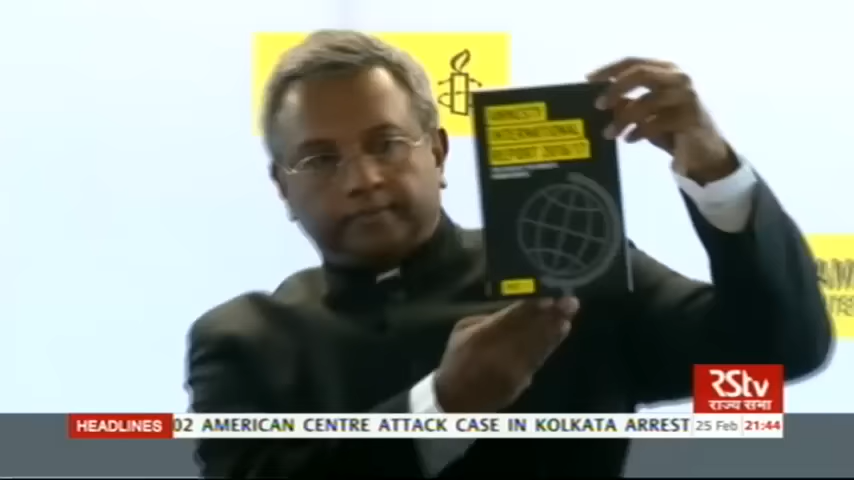 AMNESTY
INTERNATIONAL
REPORT 2016/17
RStv
राज्य सभा
HEADLINES
02 AMERICAN CENTRE ATTACK CASE IN KOLKATA ARREST
25 Feb
21:44